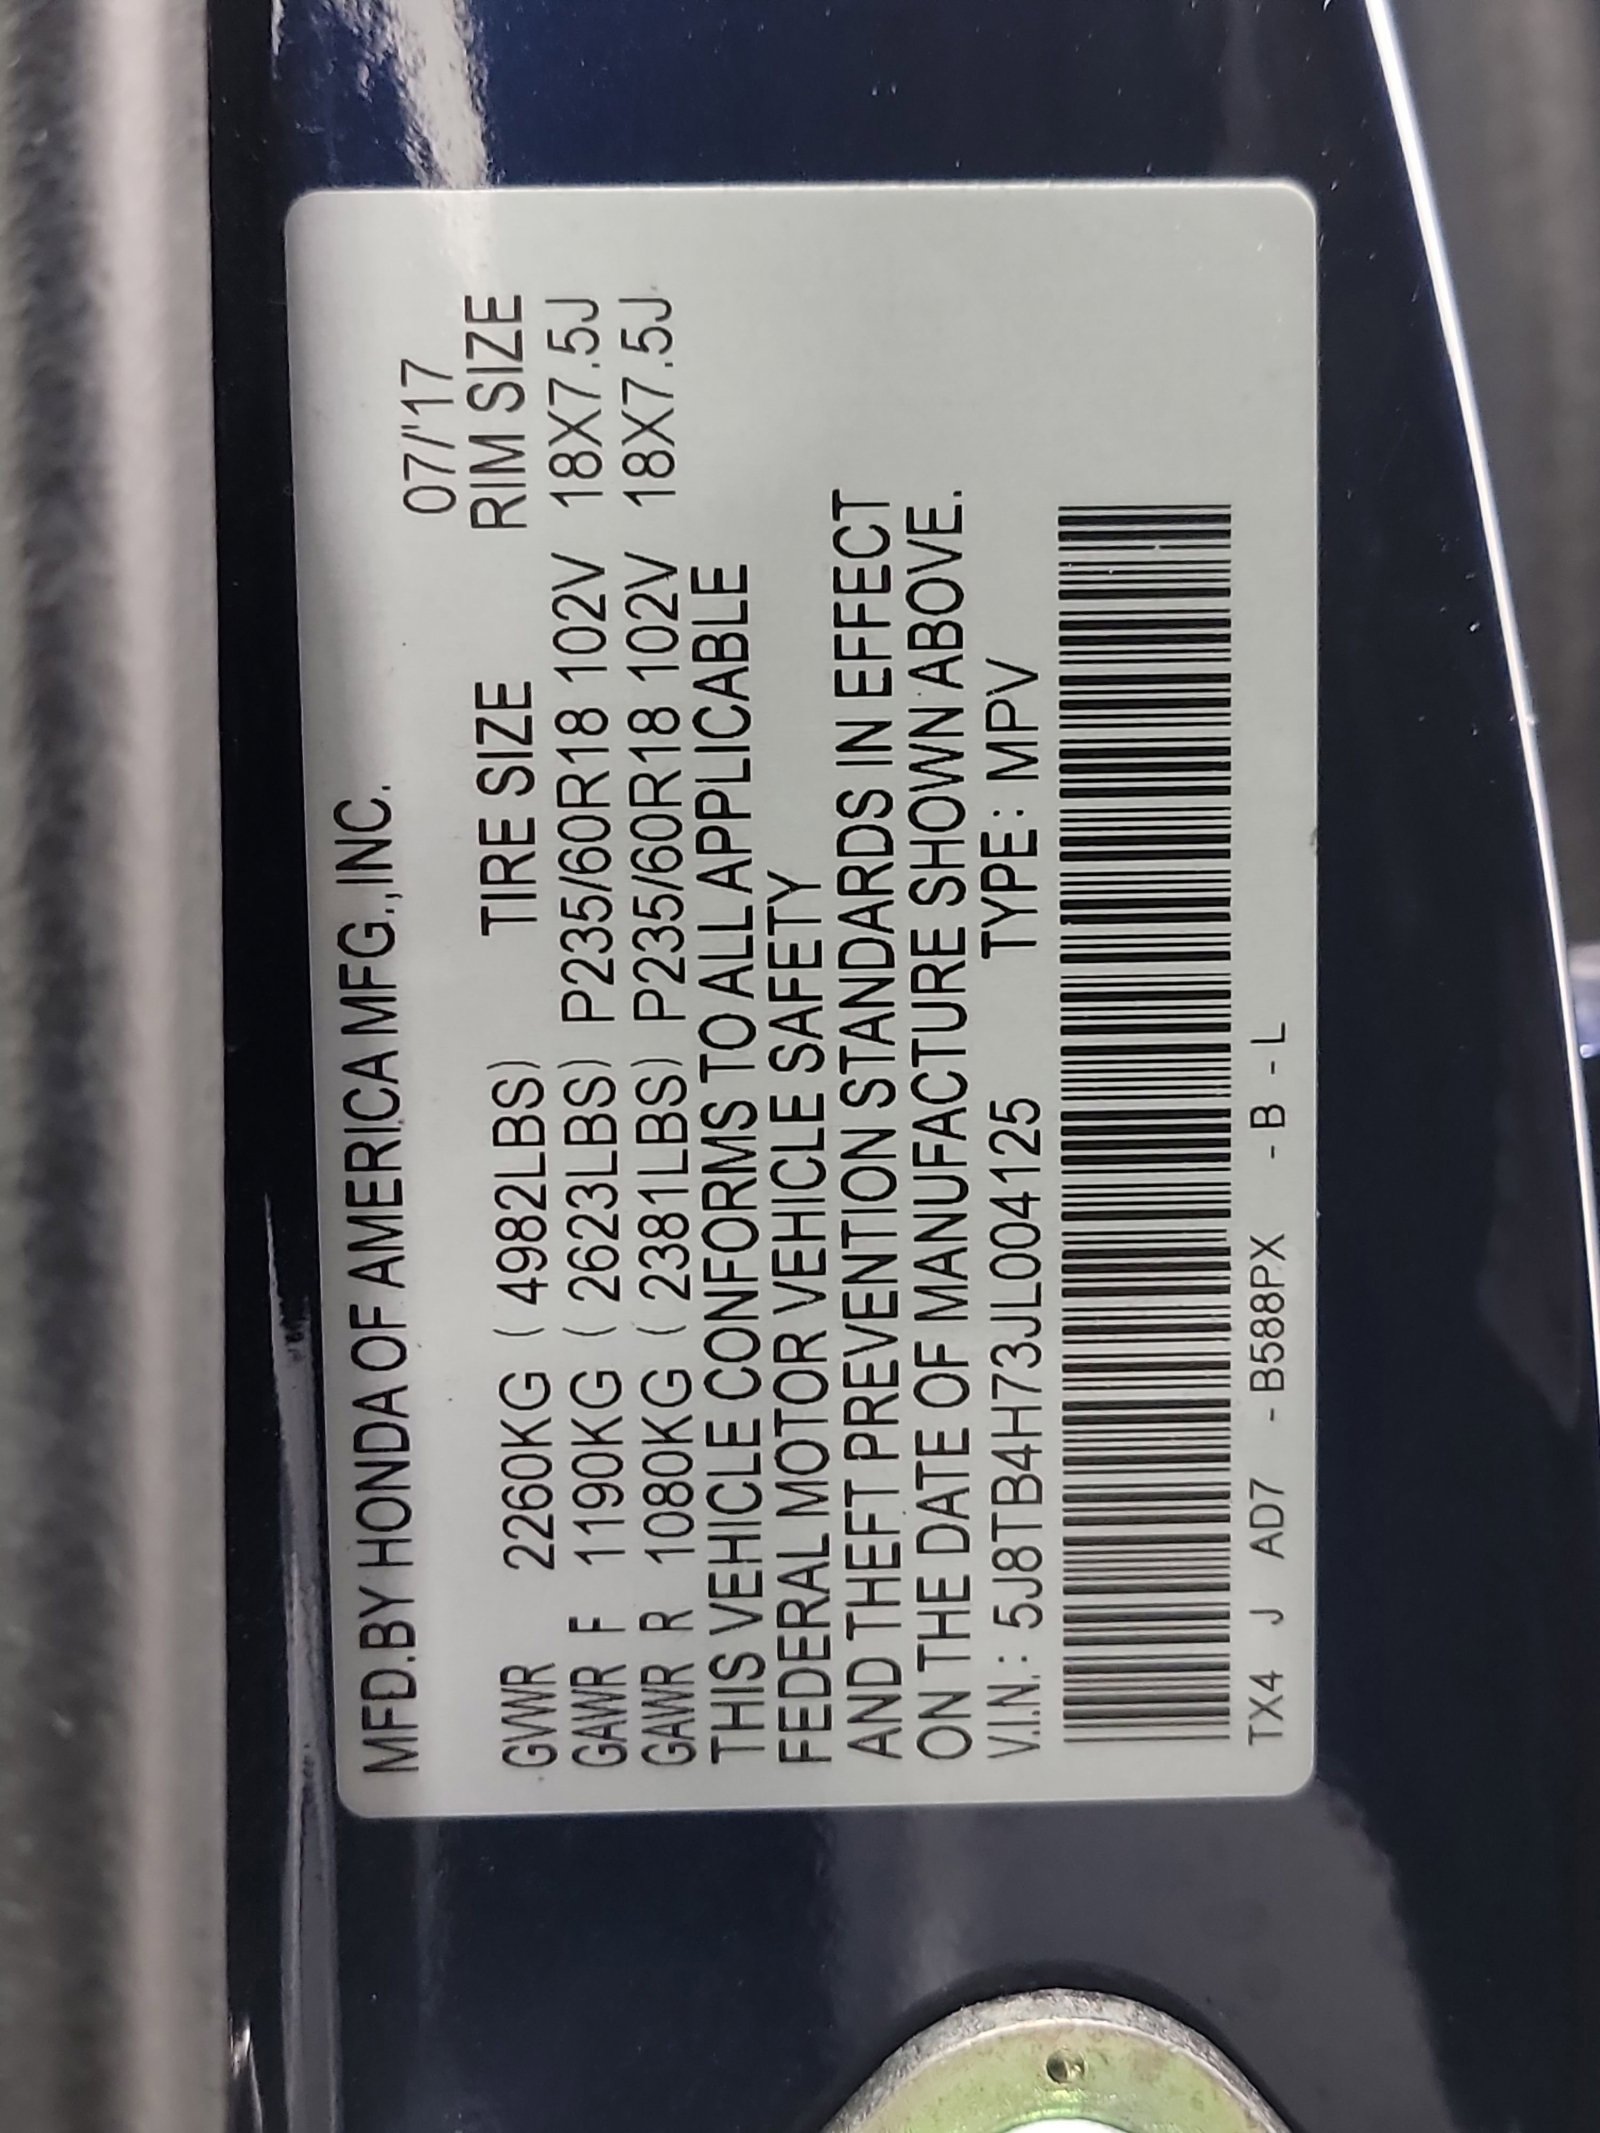 MFD.BY HONDA OF AMERICA MFG.,INC.
07/'17
TIRE SIZE RIM SIZE
GVWR 2260KG ( 4982LBS)
GAWR F 1190KG ( 2623LBS) P235/60R18 102V 18X7.5J
GAWR R 1080KG ( 2381LBS) P235/60R18 102V 18X7.5J
THIS VEHICLE CONFORMS TO ALL APPLICABLE
FEDERAL MOTOR VEHICLE SAFETY
AND THEFT PREVENTION STANDARDS IN EFFECT
ON THE DATE OF MANUFACTURE SHOWN ABOVE.
V.I.N.: 5J8TB4H73JL004125 TYPE: MPV
TX4 J AD7 - B588PX - B - L